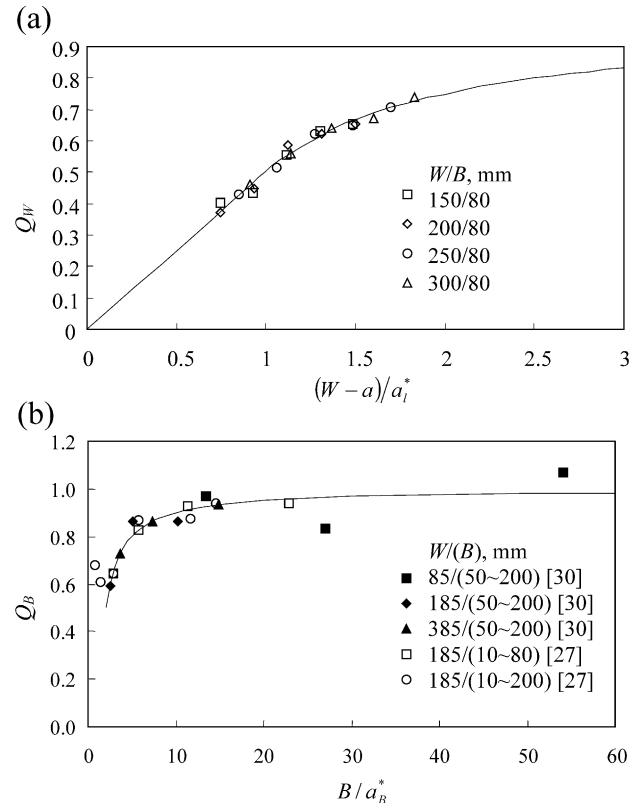 (a)
0.9
0.8
0.7
0.6
0.5
0.4
0.3
0.2
0.1
0
Q_W
W/B, mm
150/80
200/80
250/80
300/80
0 0.5 1 1.5 2 2.5 3
(W − a)/a_l^*
(b)
1.2
1.0
0.8
0.6
0.4
0.2
0.0
Q_B
W/(B), mm
85/(50~200) [30]
185/(50~200) [30]
385/(50~200) [30]
185/(10~80) [27]
185/(10~200) [27]
0 10 20 30 40 50 60
B/a_B^*